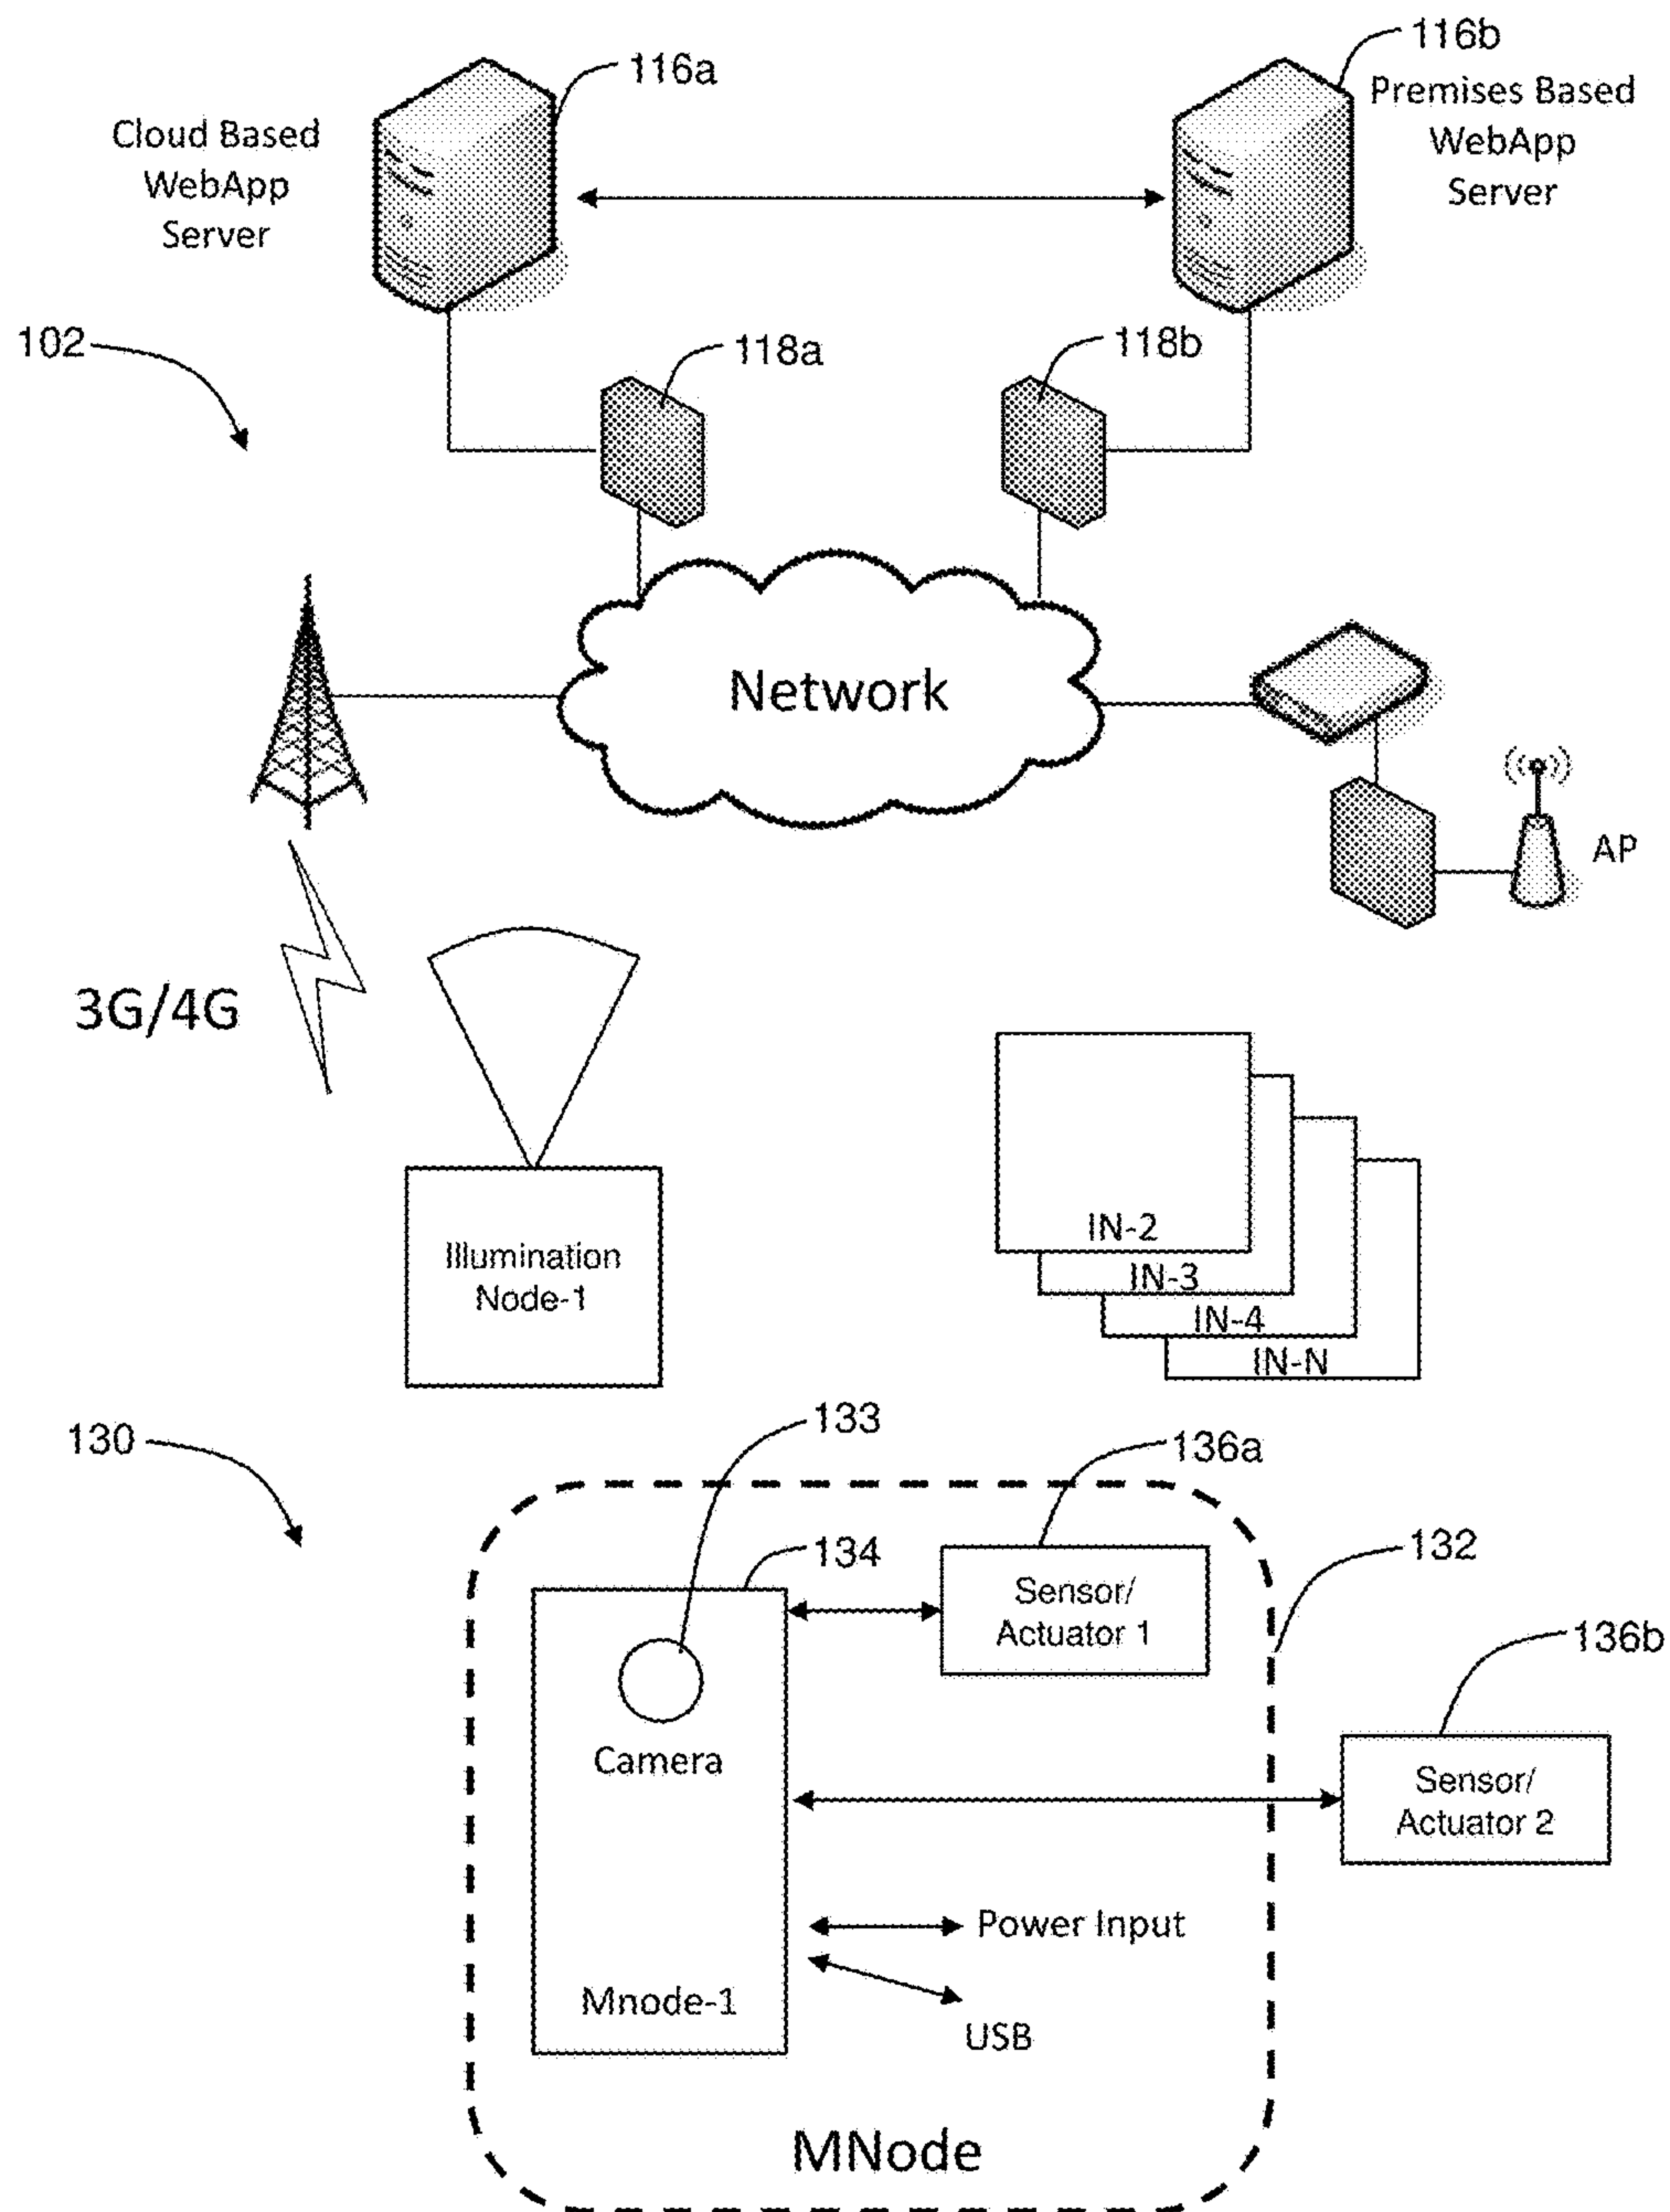 116a
116b
Cloud Based
WebApp
Server
Premises Based
WebApp
Server
102
118a
118b
Network
AP
3G/4G
Illumination
Node-1
IN-2
IN-3
IN-4
IN-N
130
133
136a
134
132
Sensor/
Actuator 1
136b
Camera
Sensor/
Actuator 2
Power Input
Mnode-1
USB
MNode